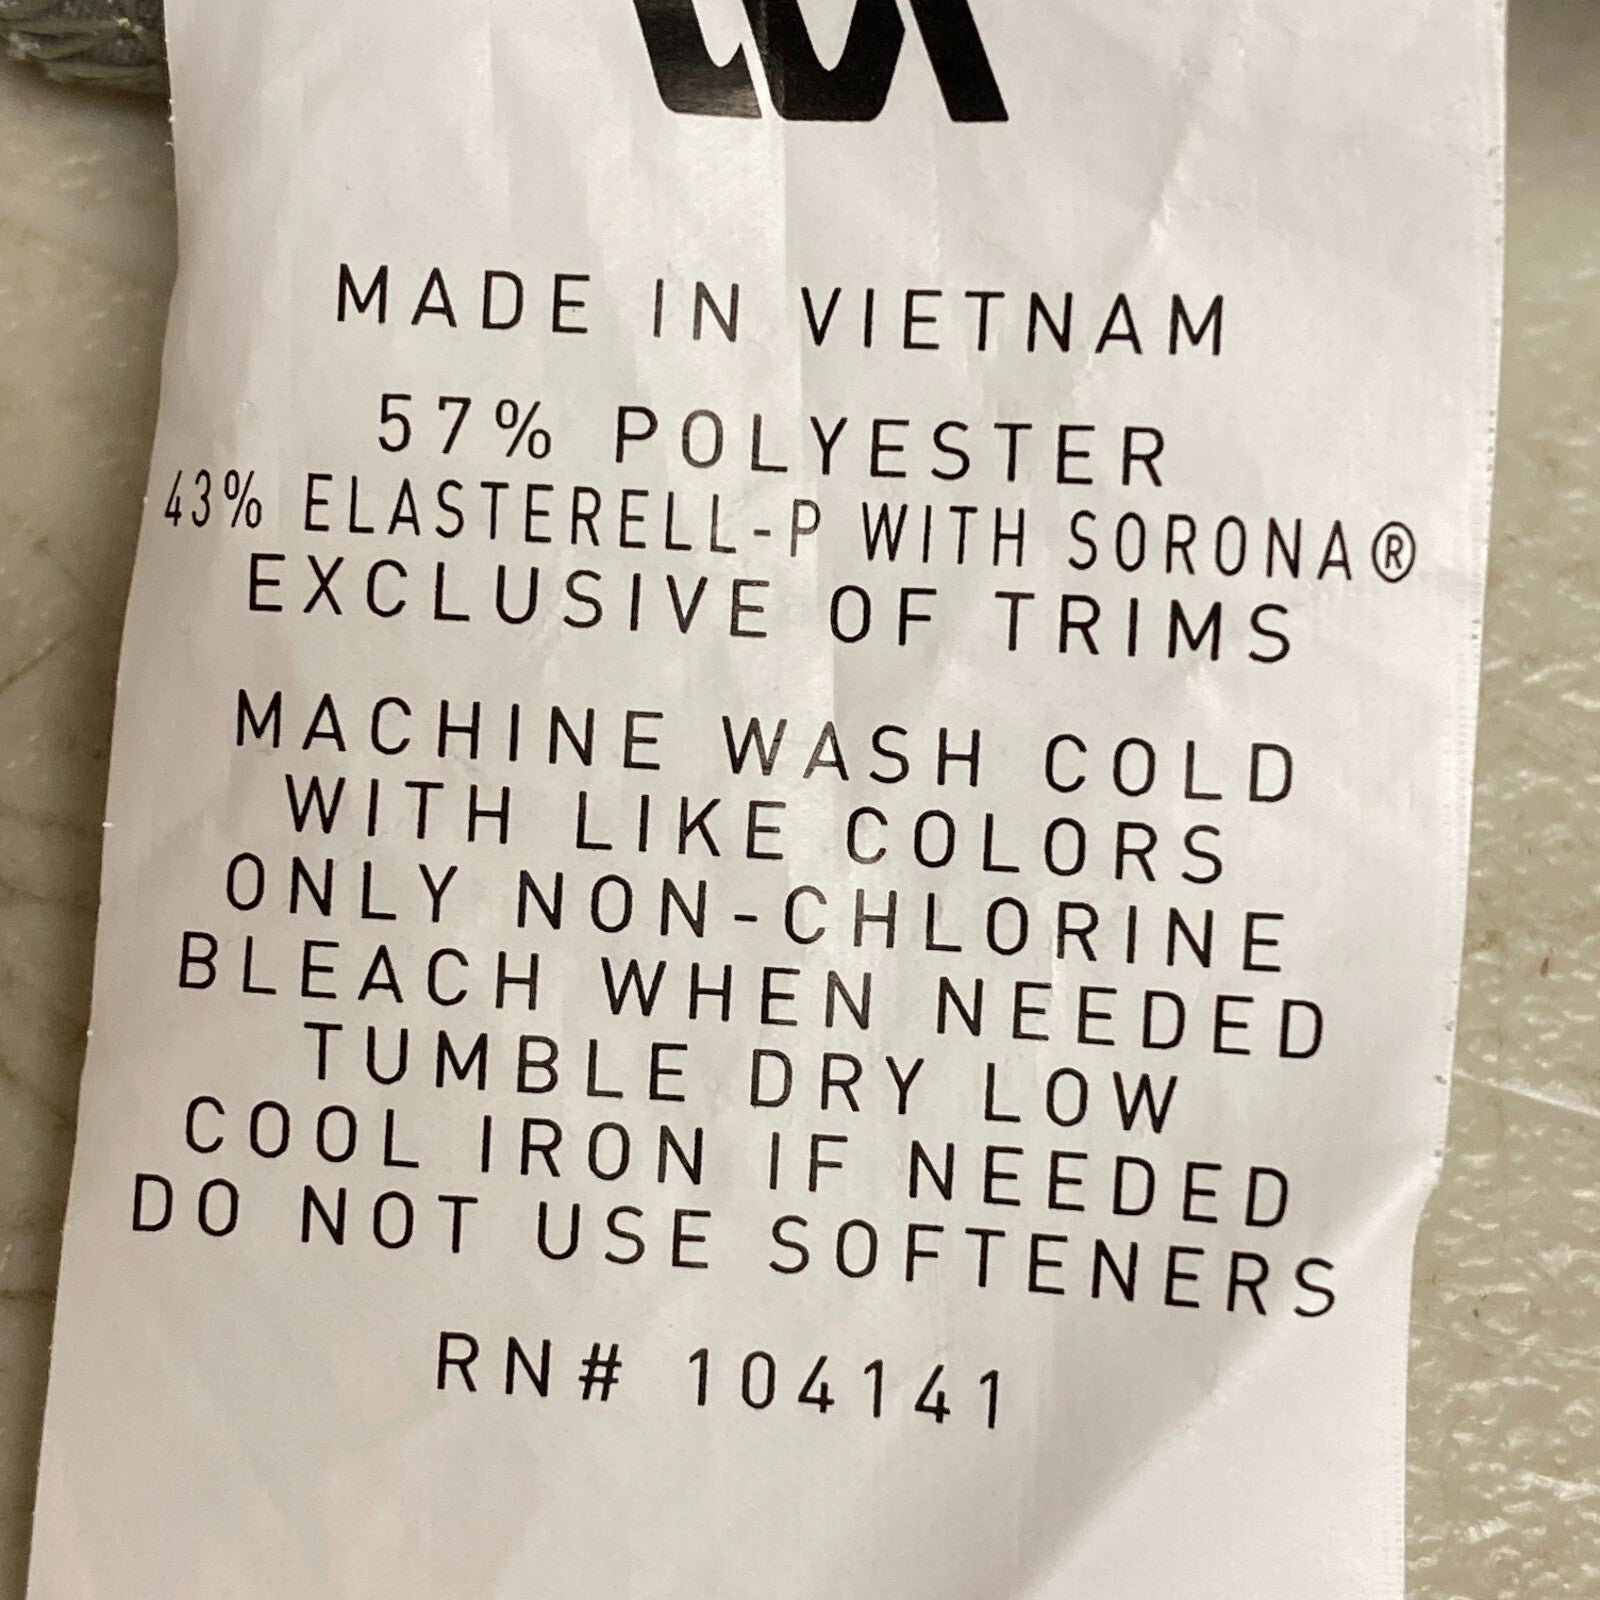 MADE IN VIETNAM
57% POLYESTER
43% ELASTERELL-P WITH SORONA®
EXCLUSIVE OF TRIMS
MACHINE WASH COLD
WITH LIKE COLORS
ONLY NON-CHLORINE
BLEACH WHEN NEEDED
TUMBLE DRY LOW
COOL IRON IF NEEDED
DO NOT USE SOFTENERS
RN# 104141